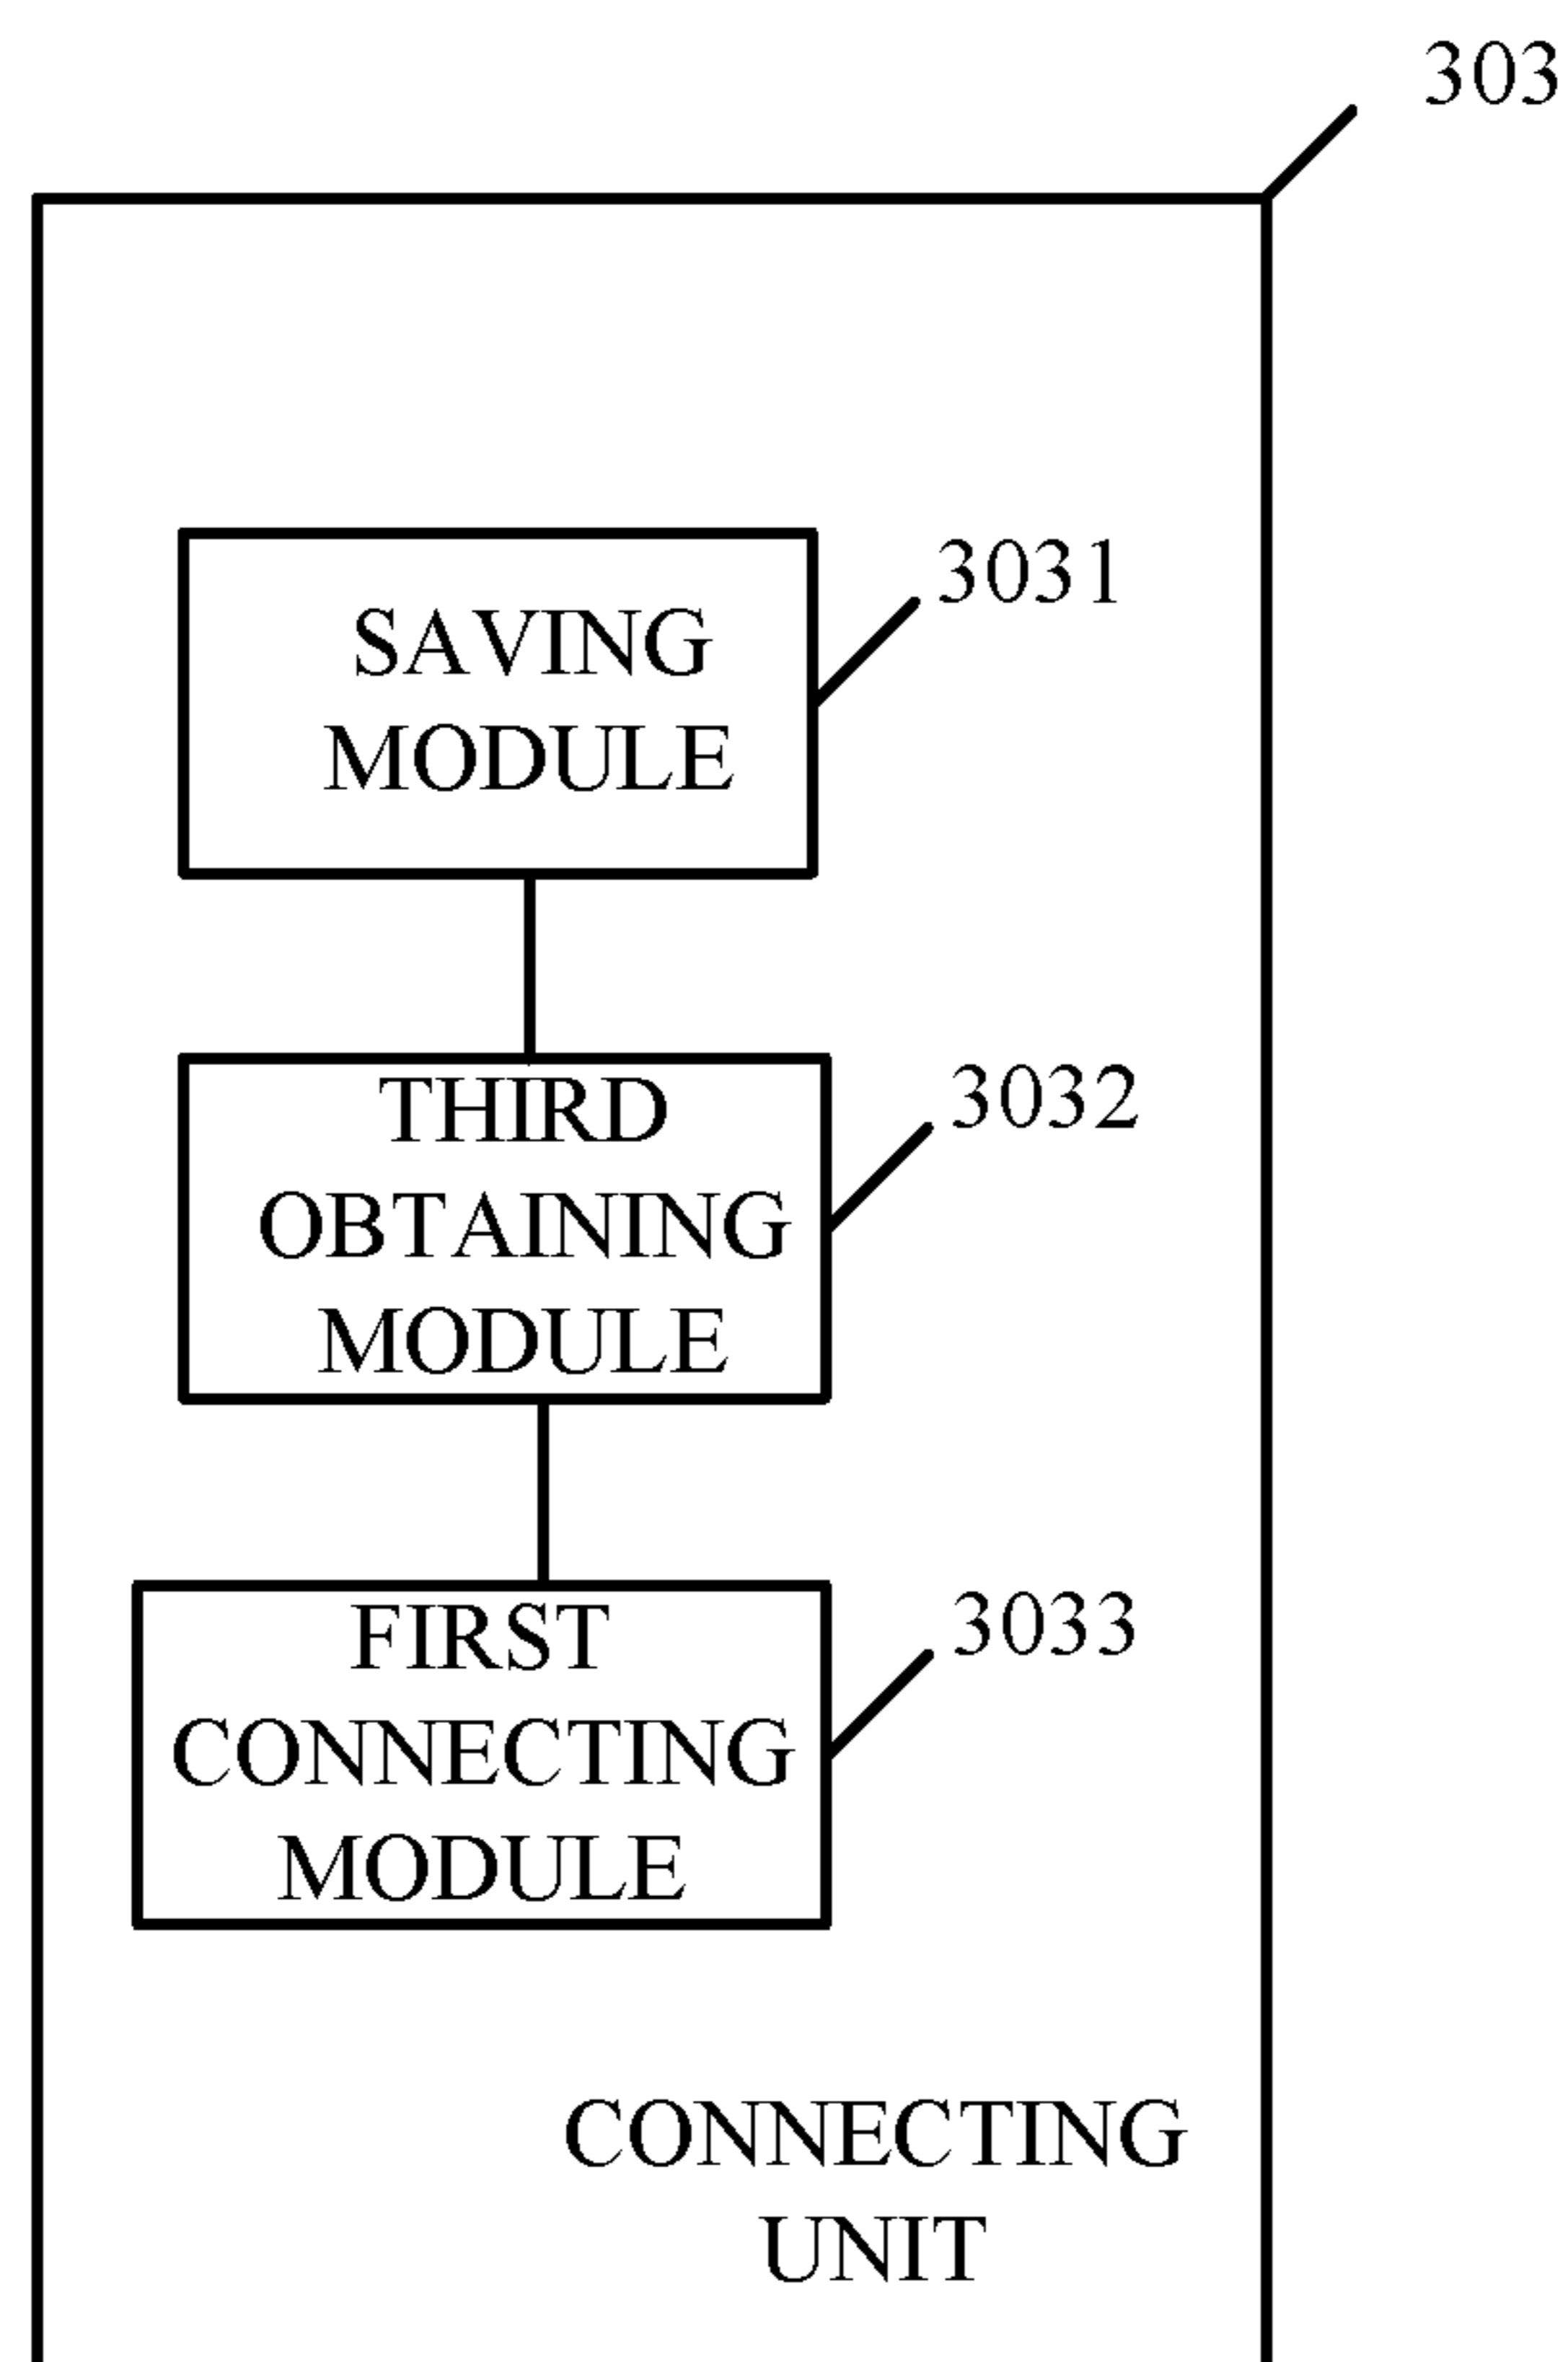 303
SAVING
MODULE
3031
THIRD
OBTAINING
MODULE
3032
FIRST
CONNECTING
MODULE
3033
CONNECTING
UNIT